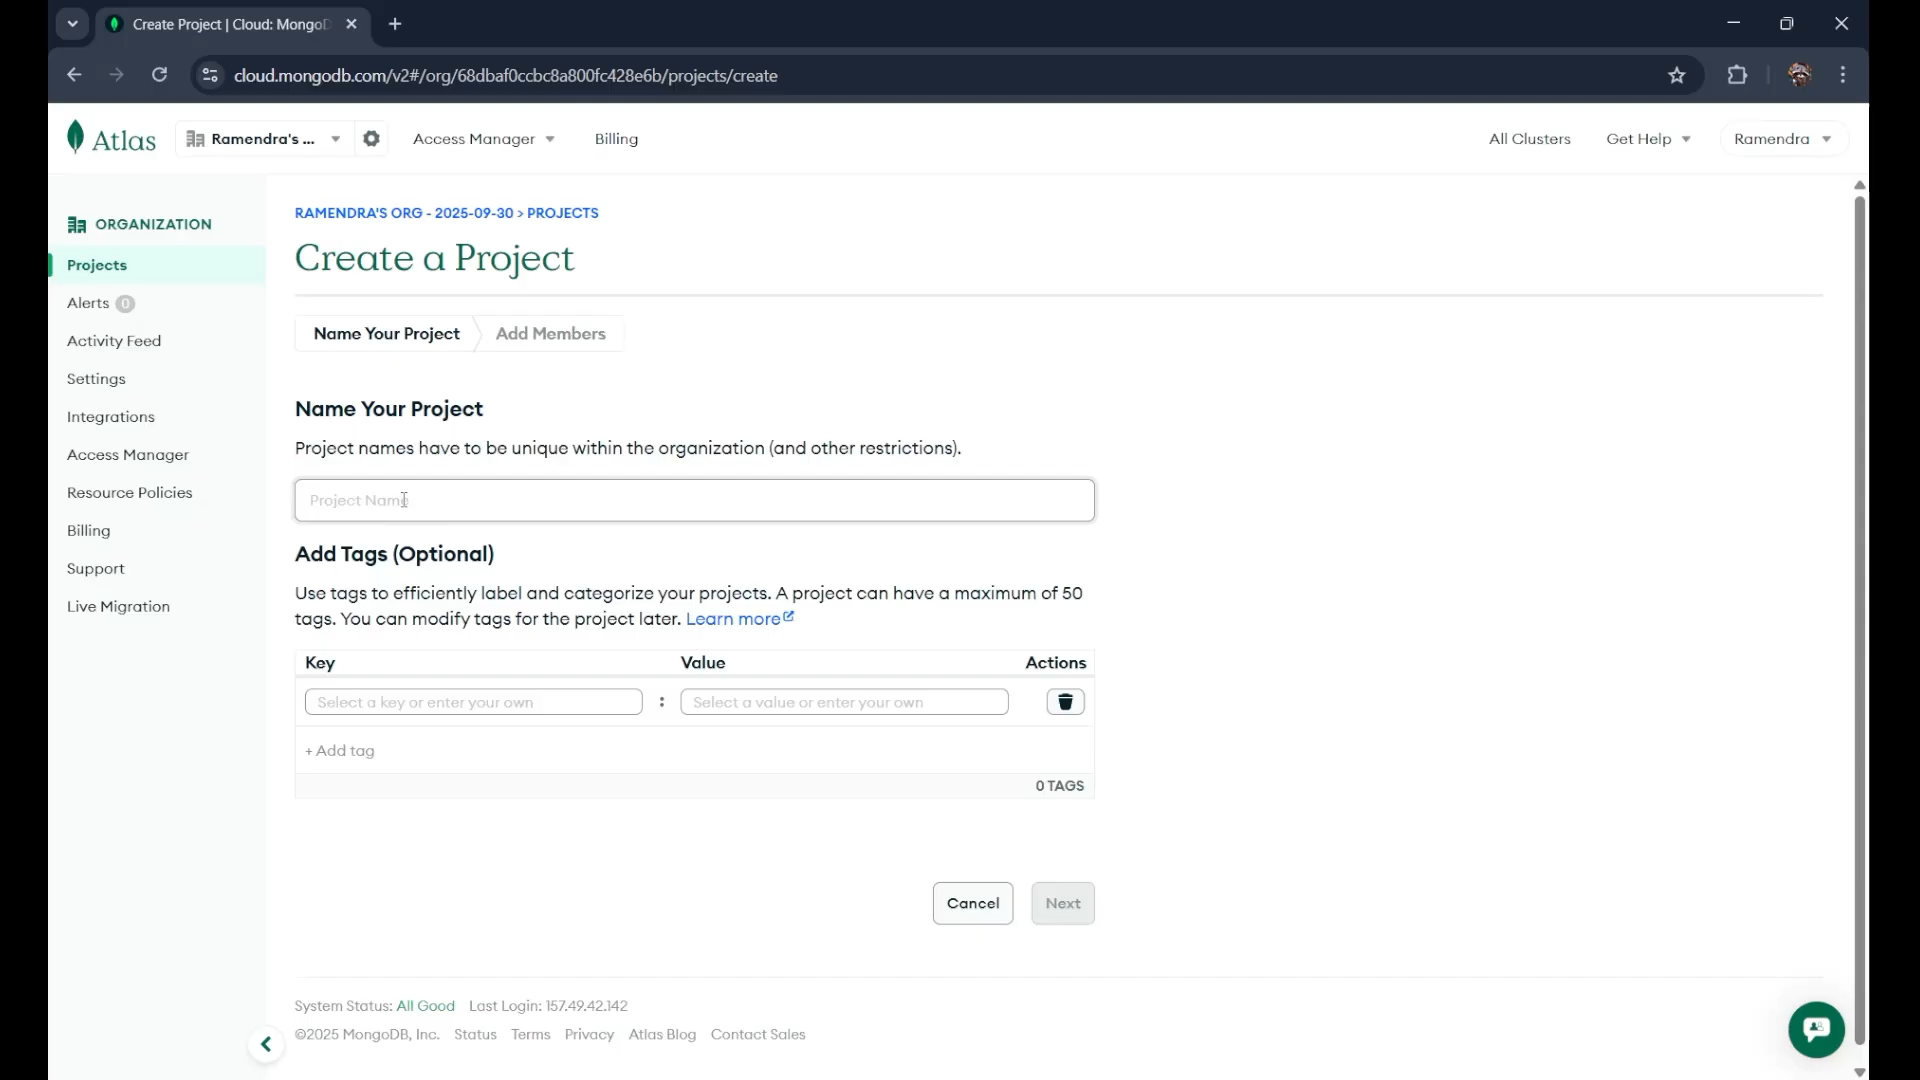 Create Project | Cloud: MongoD
cloud.mongodb.com/v2#/org/68dbaf0ccbc8a800fc428e6b/projects/create
Atlas
Ramendra's ...
Access Manager
Billing
All Clusters
Get Help
Ramendra
ORGANIZATION
Projects
Alerts 0
Activity Feed
Settings
Integrations
Access Manager
Resource Policies
Billing
Support
Live Migration
RAMENDRA'S ORG - 2025-09-30 > PROJECTS
Create a Project
Name Your Project
Add Members
Name Your Project
Project names have to be unique within the organization (and other restrictions).
Project Name
Add Tags (Optional)
Use tags to efficiently label and categorize your projects. A project can have a maximum of 50
tags. You can modify tags for the project later. Learn more
Key Value Actions
Select a key or enter your own : Select a value or enter your own
+ Add tag
0 TAGS
Cancel Next
System Status: All Good Last Login: 157.49.42.142
©2025 MongoDB, Inc. Status Terms Privacy Atlas Blog Contact Sales